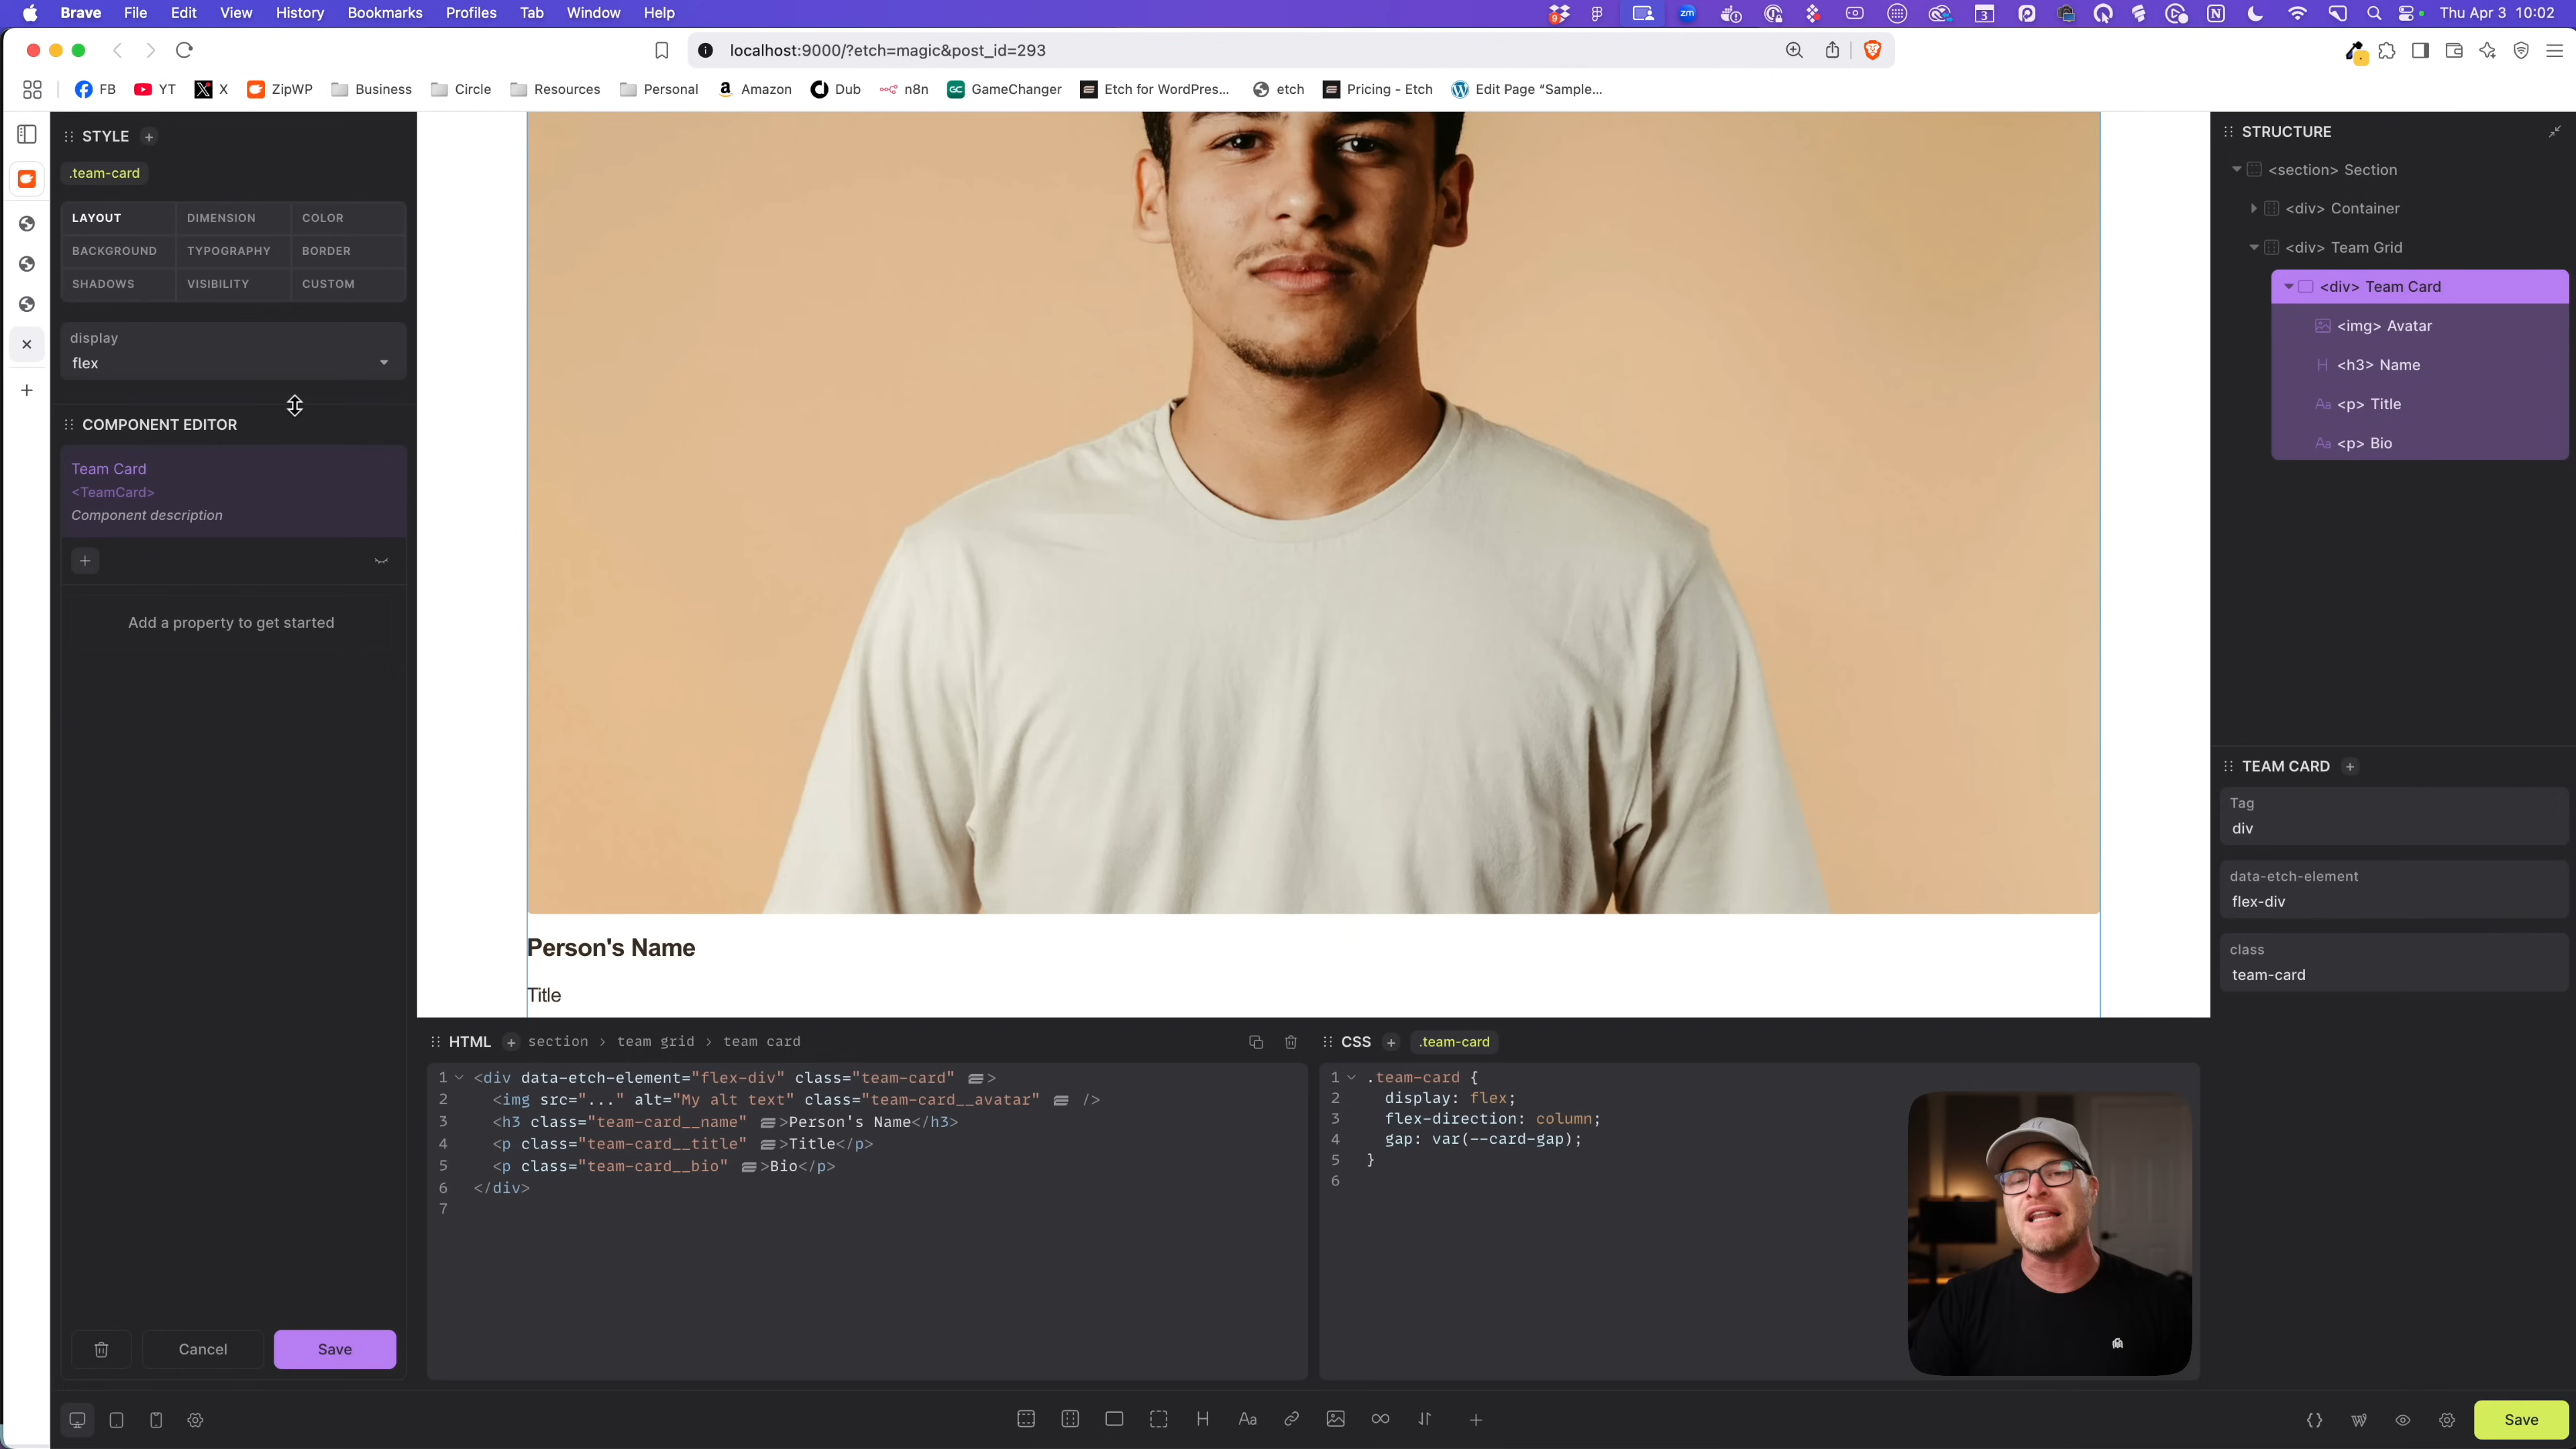 Brave File Edit View History Bookmarks Profiles Tab Window Help
9 zm 3 Thu Apr 3 10:02
localhost:9000/?etch=magic&post_id=293
FB YT X ZipWP Business Circle Resources Personal Amazon Dub n8n GameChanger Etch for WordPres... etch Pricing - Etch Edit Page “Sample...
STYLE +
.team-card
LAYOUT DIMENSION COLOR
BACKGROUND TYPOGRAPHY BORDER
SHADOWS VISIBILITY CUSTOM
display
flex
COMPONENT EDITOR
Team Card
<TeamCard>
Component description
+
Add a property to get started
Cancel Save
Person's Name
Title
HTML + section > team grid > team card
1 <div data-etch-element="flex-div" class="team-card" >
2 <img src="..." alt="My alt text" class="team-card__avatar" />
3 <h3 class="team-card__name" >Person's Name</h3>
4 <p class="team-card__title" >Title</p>
5 <p class="team-card__bio" >Bio</p>
6 </div>
7
CSS + .team-card
1 .team-card {
2 display: flex;
3 flex-direction: column;
4 gap: var(--card-gap);
5 }
6
STRUCTURE
<section> Section
<div> Container
<div> Team Grid
<div> Team Card
<img> Avatar
H <h3> Name
Aa <p> Title
Aa <p> Bio
TEAM CARD +
Tag
div
data-etch-element
flex-div
class
team-card
H Aa + {} Save